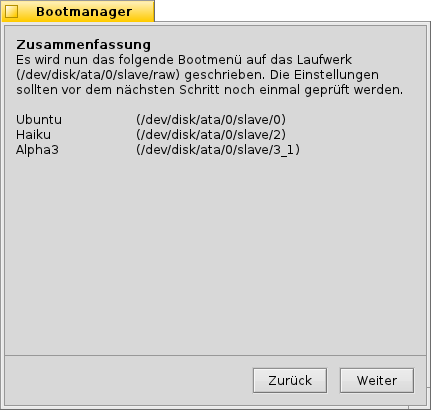 Bootmanager
Zusammenfassung
Es wird nun das folgende Bootmenü auf das Laufwerk
(/dev/disk/ata/0/slave/raw) geschrieben. Die Einstellungen
sollten vor dem nächsten Schritt noch einmal geprüft werden.
Ubuntu (/dev/disk/ata/0/slave/0)
Haiku (/dev/disk/ata/0/slave/2)
Alpha3 (/dev/disk/ata/0/slave/3_1)
Zurück Weiter